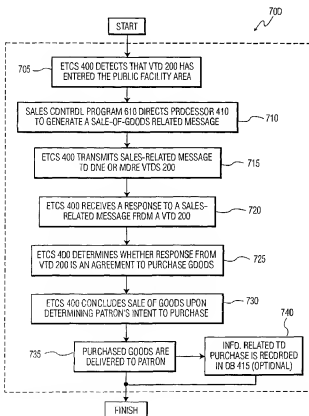 70D
START
705
ETCS 400 DETECTS THAT VTD 200 HAS
ENTERED THE PUBLIC FACILITY AREA
SALES CONTROL PROGRAM 610 DIRECTS PROCESSOR 410
TO GENERATE A SALE-OF-GOODS RELATED MESSAGE
710
ETCS 400 TRANSMITS SALES-RELATED MESSAGE
TO ONE OR MORE VTDS 200
715
ETCS 400 RECEIVES A RESPONSE TO A SALES-
RELATED MESSAGE FROM A VTD 200
720
ETCS 400 DETERMINES WHETHER RESPONSE FROM
VTD 200 IS AN AGREEMENT TO PURCHASE GOODS
725
ETCS 400 CONCLUDES SALE OF GOODS UPON
DETERMINING PATRON'S INTENT TO PURCHASE
730
735
PURCHASED GOODS ARE
DELIVERED TO PATRON
740
INFO. RELATED TO
PURCHASE IS RECORDED
IN DB 415 (OPTIONAL)
FINISH